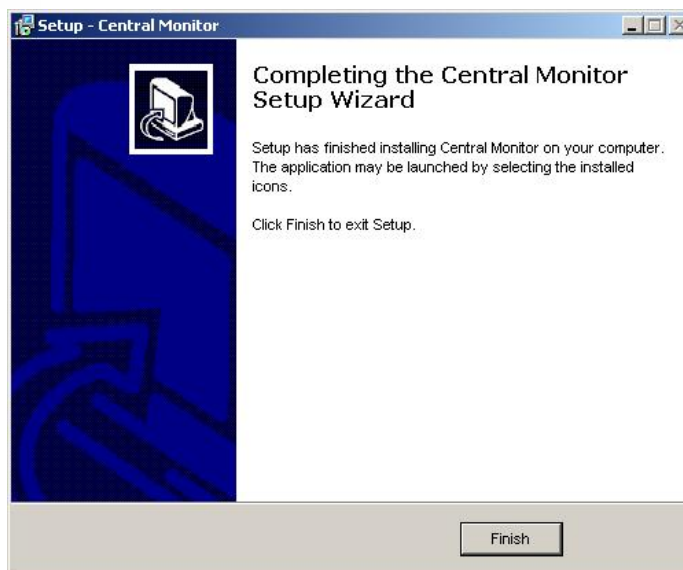 Setup - Central Monitor
Completing the Central Monitor
Setup Wizard
Setup has finished installing Central Monitor on your computer.
The application may be launched by selecting the installed
icons.
Click Finish to exit Setup.
Finish